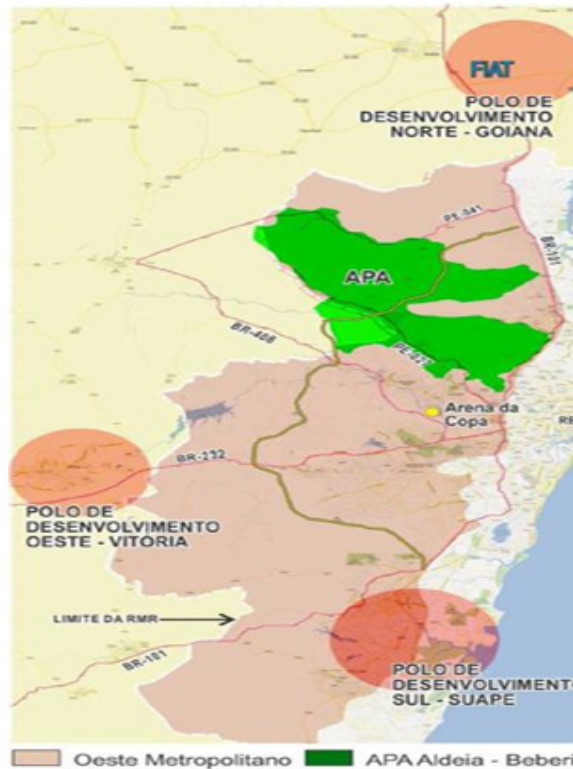 FIAT
POLO DE
DESENVOLVIMENTO
NORTE - GOIANA
PE-041
BR-101
APA
BR-408
PE-027
Arena da
Copa
RE
BR-232
POLO DE
DESENVOLVIMENTO
OESTE - VITÓRIA
LIMITE DA RMR
BR-101
POLO DE
DESENVOLVIMENTO
SUL - SUAPE
Oeste Metropolitano
APA Aldeia - Beberi